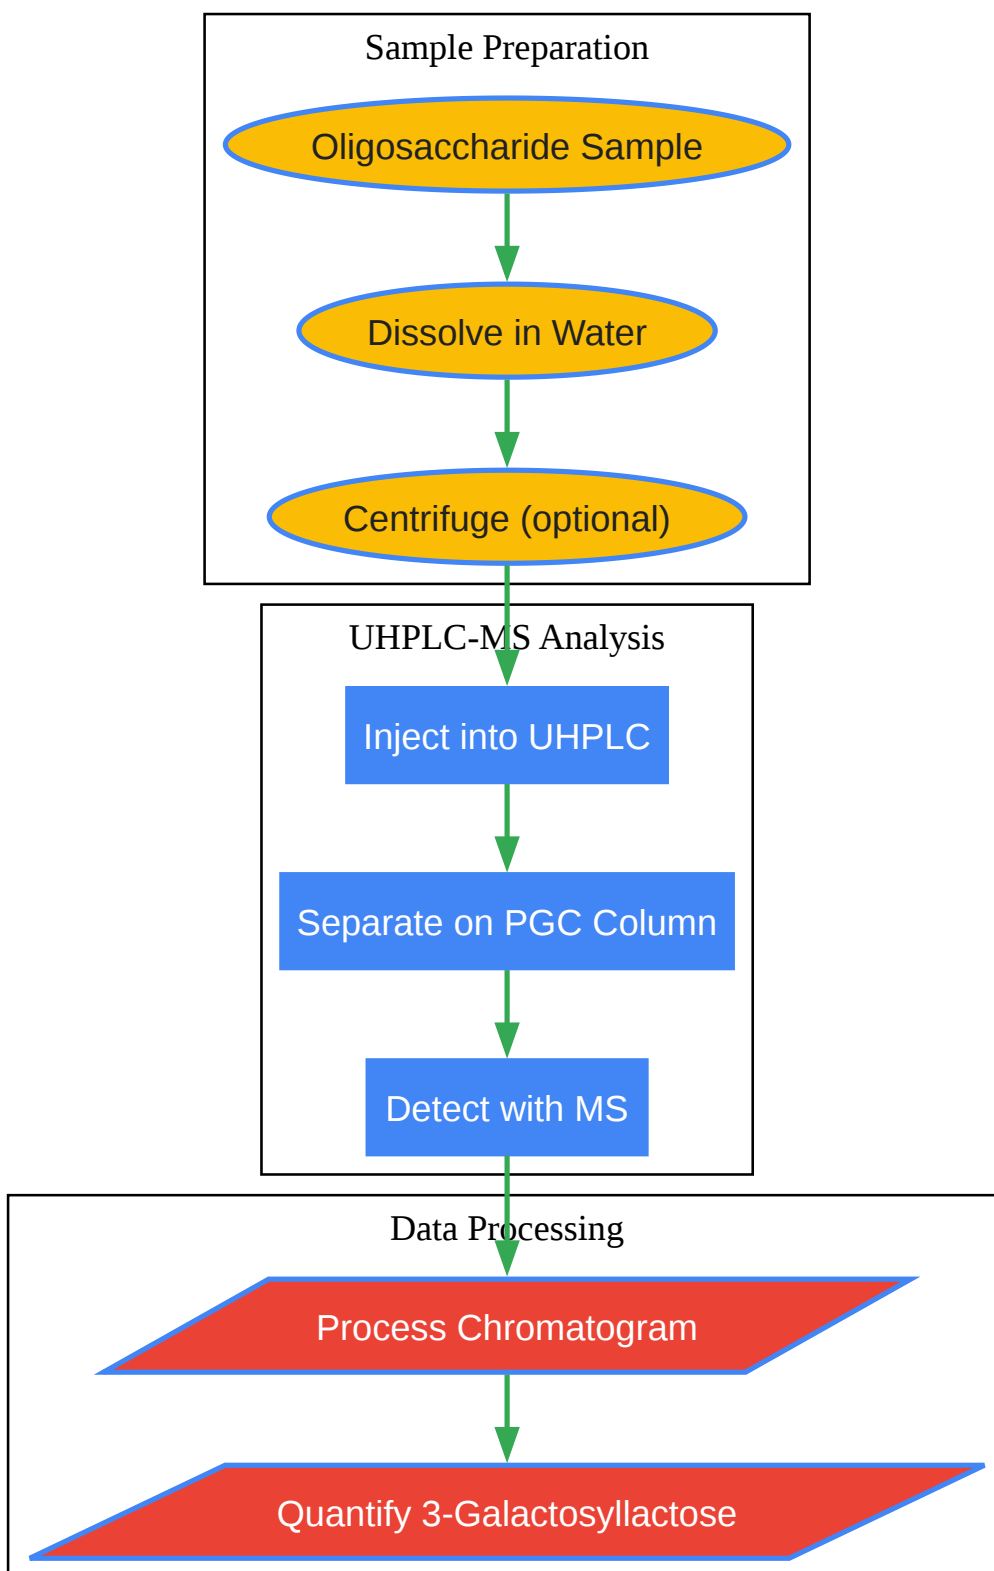 Sample Preparation
Oligosaccharide Sample
Dissolve in Water
Centrifuge (optional)
UHPLC-MS Analysis
Inject into UHPLC
Separate on PGC Column
Detect with MS
Data Processing
Process Chromatogram
Quantify 3-Galactosyllactose